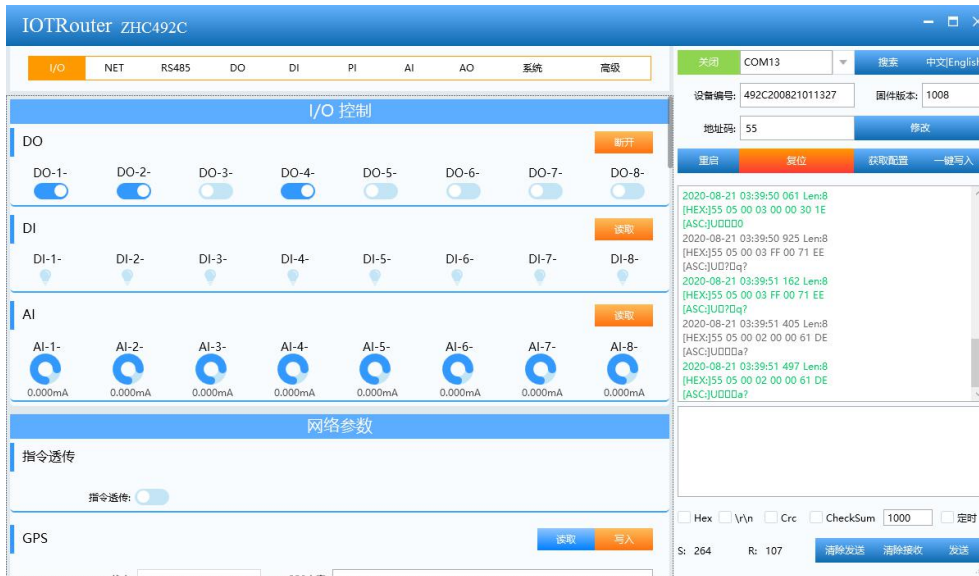 IOTRouter ZHC492C
I/O NET RS485 DO DI PI AI AO 系统 高级
关闭 COM13 搜索 中文|English
设备编号: 492C200821011327 固件版本: 1008
地址码: 55 修改
重启 复位 获取配置 一键写入
I/O 控制
DO 断开
DO-1- DO-2- DO-3- DO-4- DO-5- DO-6- DO-7- DO-8-
DI 读取
DI-1- DI-2- DI-3- DI-4- DI-5- DI-6- DI-7- DI-8-
AI 读取
AI-1- AI-2- AI-3- AI-4- AI-5- AI-6- AI-7- AI-8-
0.000mA 0.000mA 0.000mA 0.000mA 0.000mA 0.000mA 0.000mA 0.000mA
网络参数
指令透传
指令透传:
GPS 读取 写入
2020-08-21 03:39:50 061 Len:8
[HEX:]55 05 00 03 00 00 30 1E
[ASC:]U▯▯▯▯0
2020-08-21 03:39:50 925 Len:8
[HEX:]55 05 00 03 FF 00 71 EE
[ASC:]U▯?▯q?
2020-08-21 03:39:51 162 Len:8
[HEX:]55 05 00 03 FF 00 71 EE
[ASC:]U▯?▯q?
2020-08-21 03:39:51 405 Len:8
[HEX:]55 05 00 02 00 00 61 DE
[ASC:]U▯▯▯▯a?
2020-08-21 03:39:51 497 Len:8
[HEX:]55 05 00 02 00 00 61 DE
[ASC:]U▯▯▯▯a?
Hex \r\n Crc CheckSum 1000 定时
S: 264 R: 107 清除发送 清除接收 发送